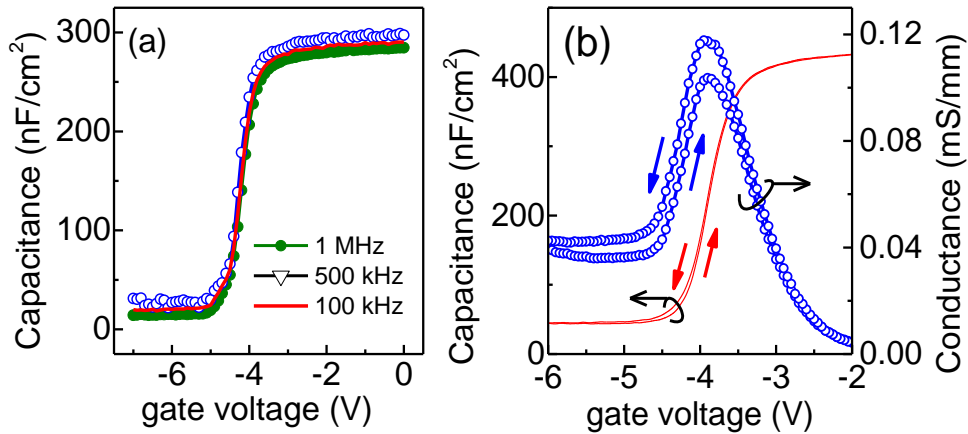 (a)
Capacitance (nF/cm²)
300
200
100
0
1 MHz
500 kHz
100 kHz
-6
-4
-2
0
gate voltage (V)
(b)
Capacitance (nF/cm²)
400
200
0
0.12
0.08
0.04
0.00
Conductance (mS/mm)
-6
-5
-4
-3
-2
gate voltage (V)